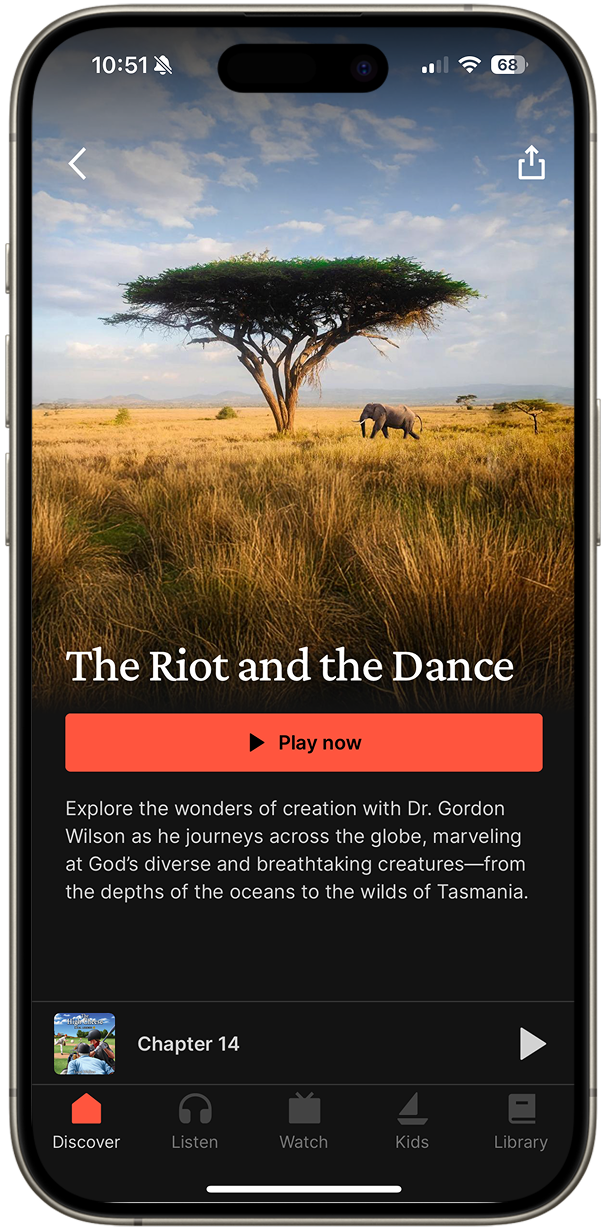 10:51
68
The Riot and the Dance
Play now
Explore the wonders of creation with Dr. Gordon
Wilson as he journeys across the globe, marveling
at God’s diverse and breathtaking creatures—from
the depths of the oceans to the wilds of Tasmania.
Chapter 14
Discover
Listen
Watch
Kids
Library